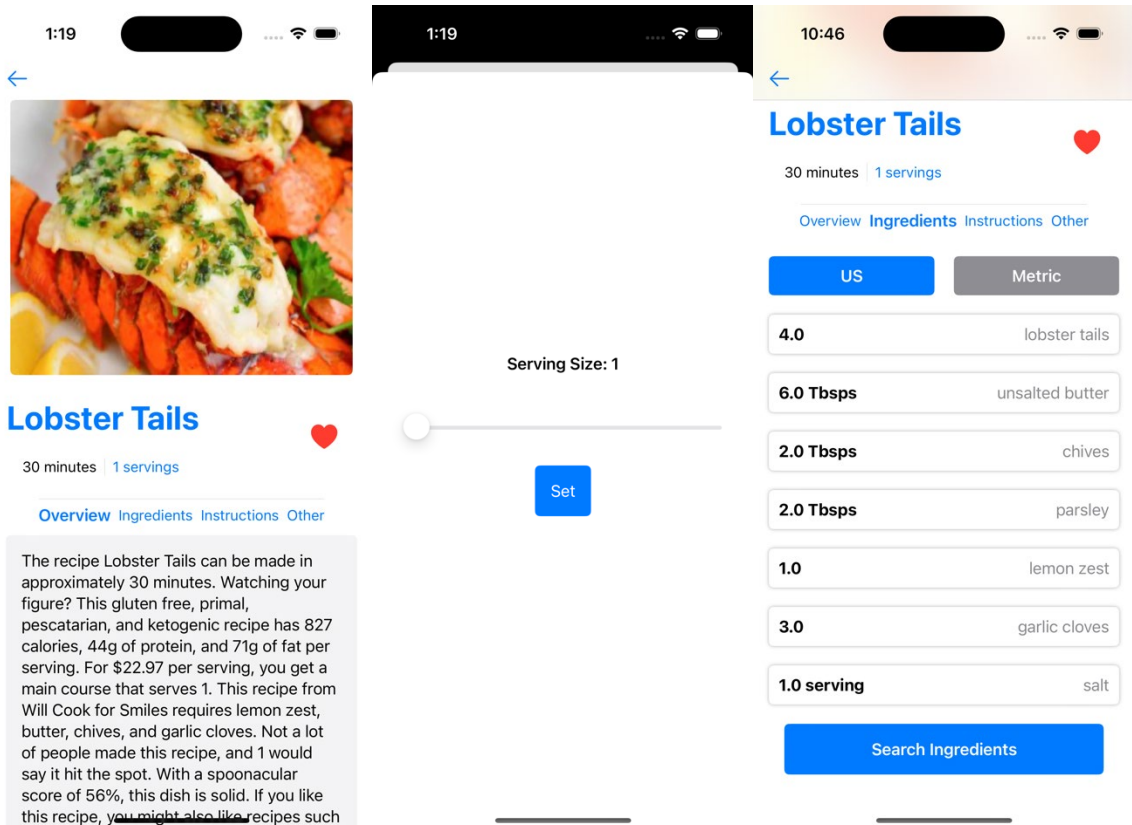 1:19
Lobster Tails
30 minutes 1 servings
Overview Ingredients Instructions Other
The recipe Lobster Tails can be made in
approximately 30 minutes. Watching your
figure? This gluten free, primal,
pescatarian, and ketogenic recipe has 827
calories, 44g of protein, and 71g of fat per
serving. For $22.97 per serving, you get a
main course that serves 1. This recipe from
Will Cook for Smiles requires lemon zest,
butter, chives, and garlic cloves. Not a lot
of people made this recipe, and 1 would
say it hit the spot. With a spoonacular
score of 56%, this dish is solid. If you like
this recipe, you might also like recipes such
1:19
Serving Size: 1
Set
10:46
Lobster Tails
30 minutes 1 servings
Overview Ingredients Instructions Other
US Metric
4.0 lobster tails
6.0 Tbsps unsalted butter
2.0 Tbsps chives
2.0 Tbsps parsley
1.0 lemon zest
3.0 garlic cloves
1.0 serving salt
Search Ingredients